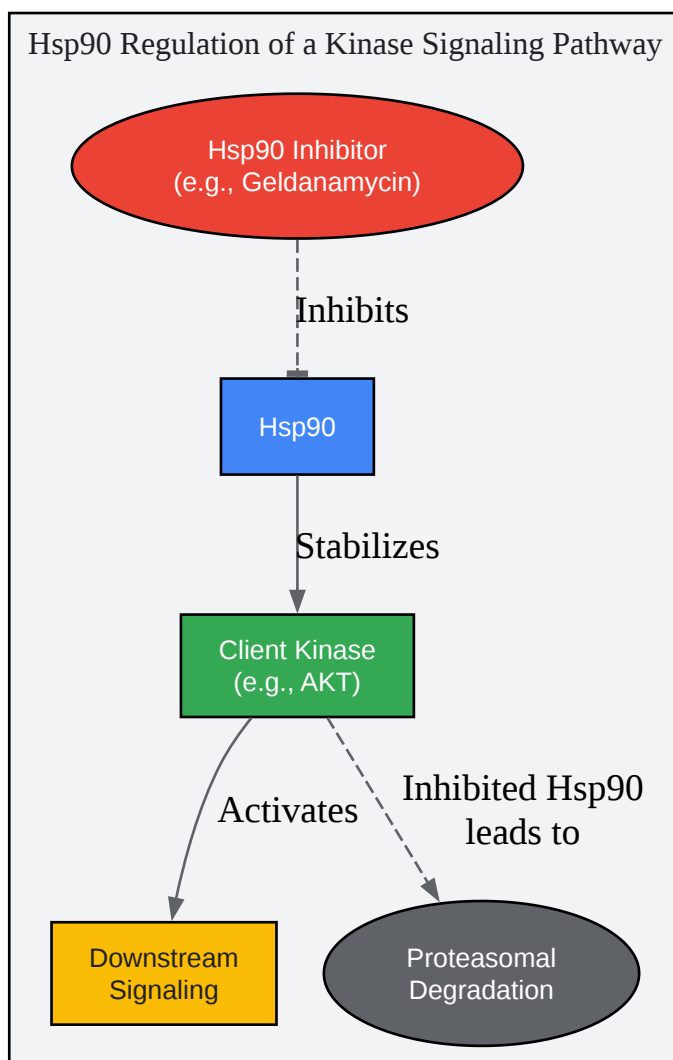 Hsp90 Regulation of a Kinase Signaling Pathway
Hsp90 Inhibitor
(e.g., Geldanamycin)
Inhibits
Hsp90
Stabilizes
Client Kinase
(e.g., AKT)
Activates
Inhibited Hsp90
leads to
Downstream
Signaling
Proteasomal
Degradation